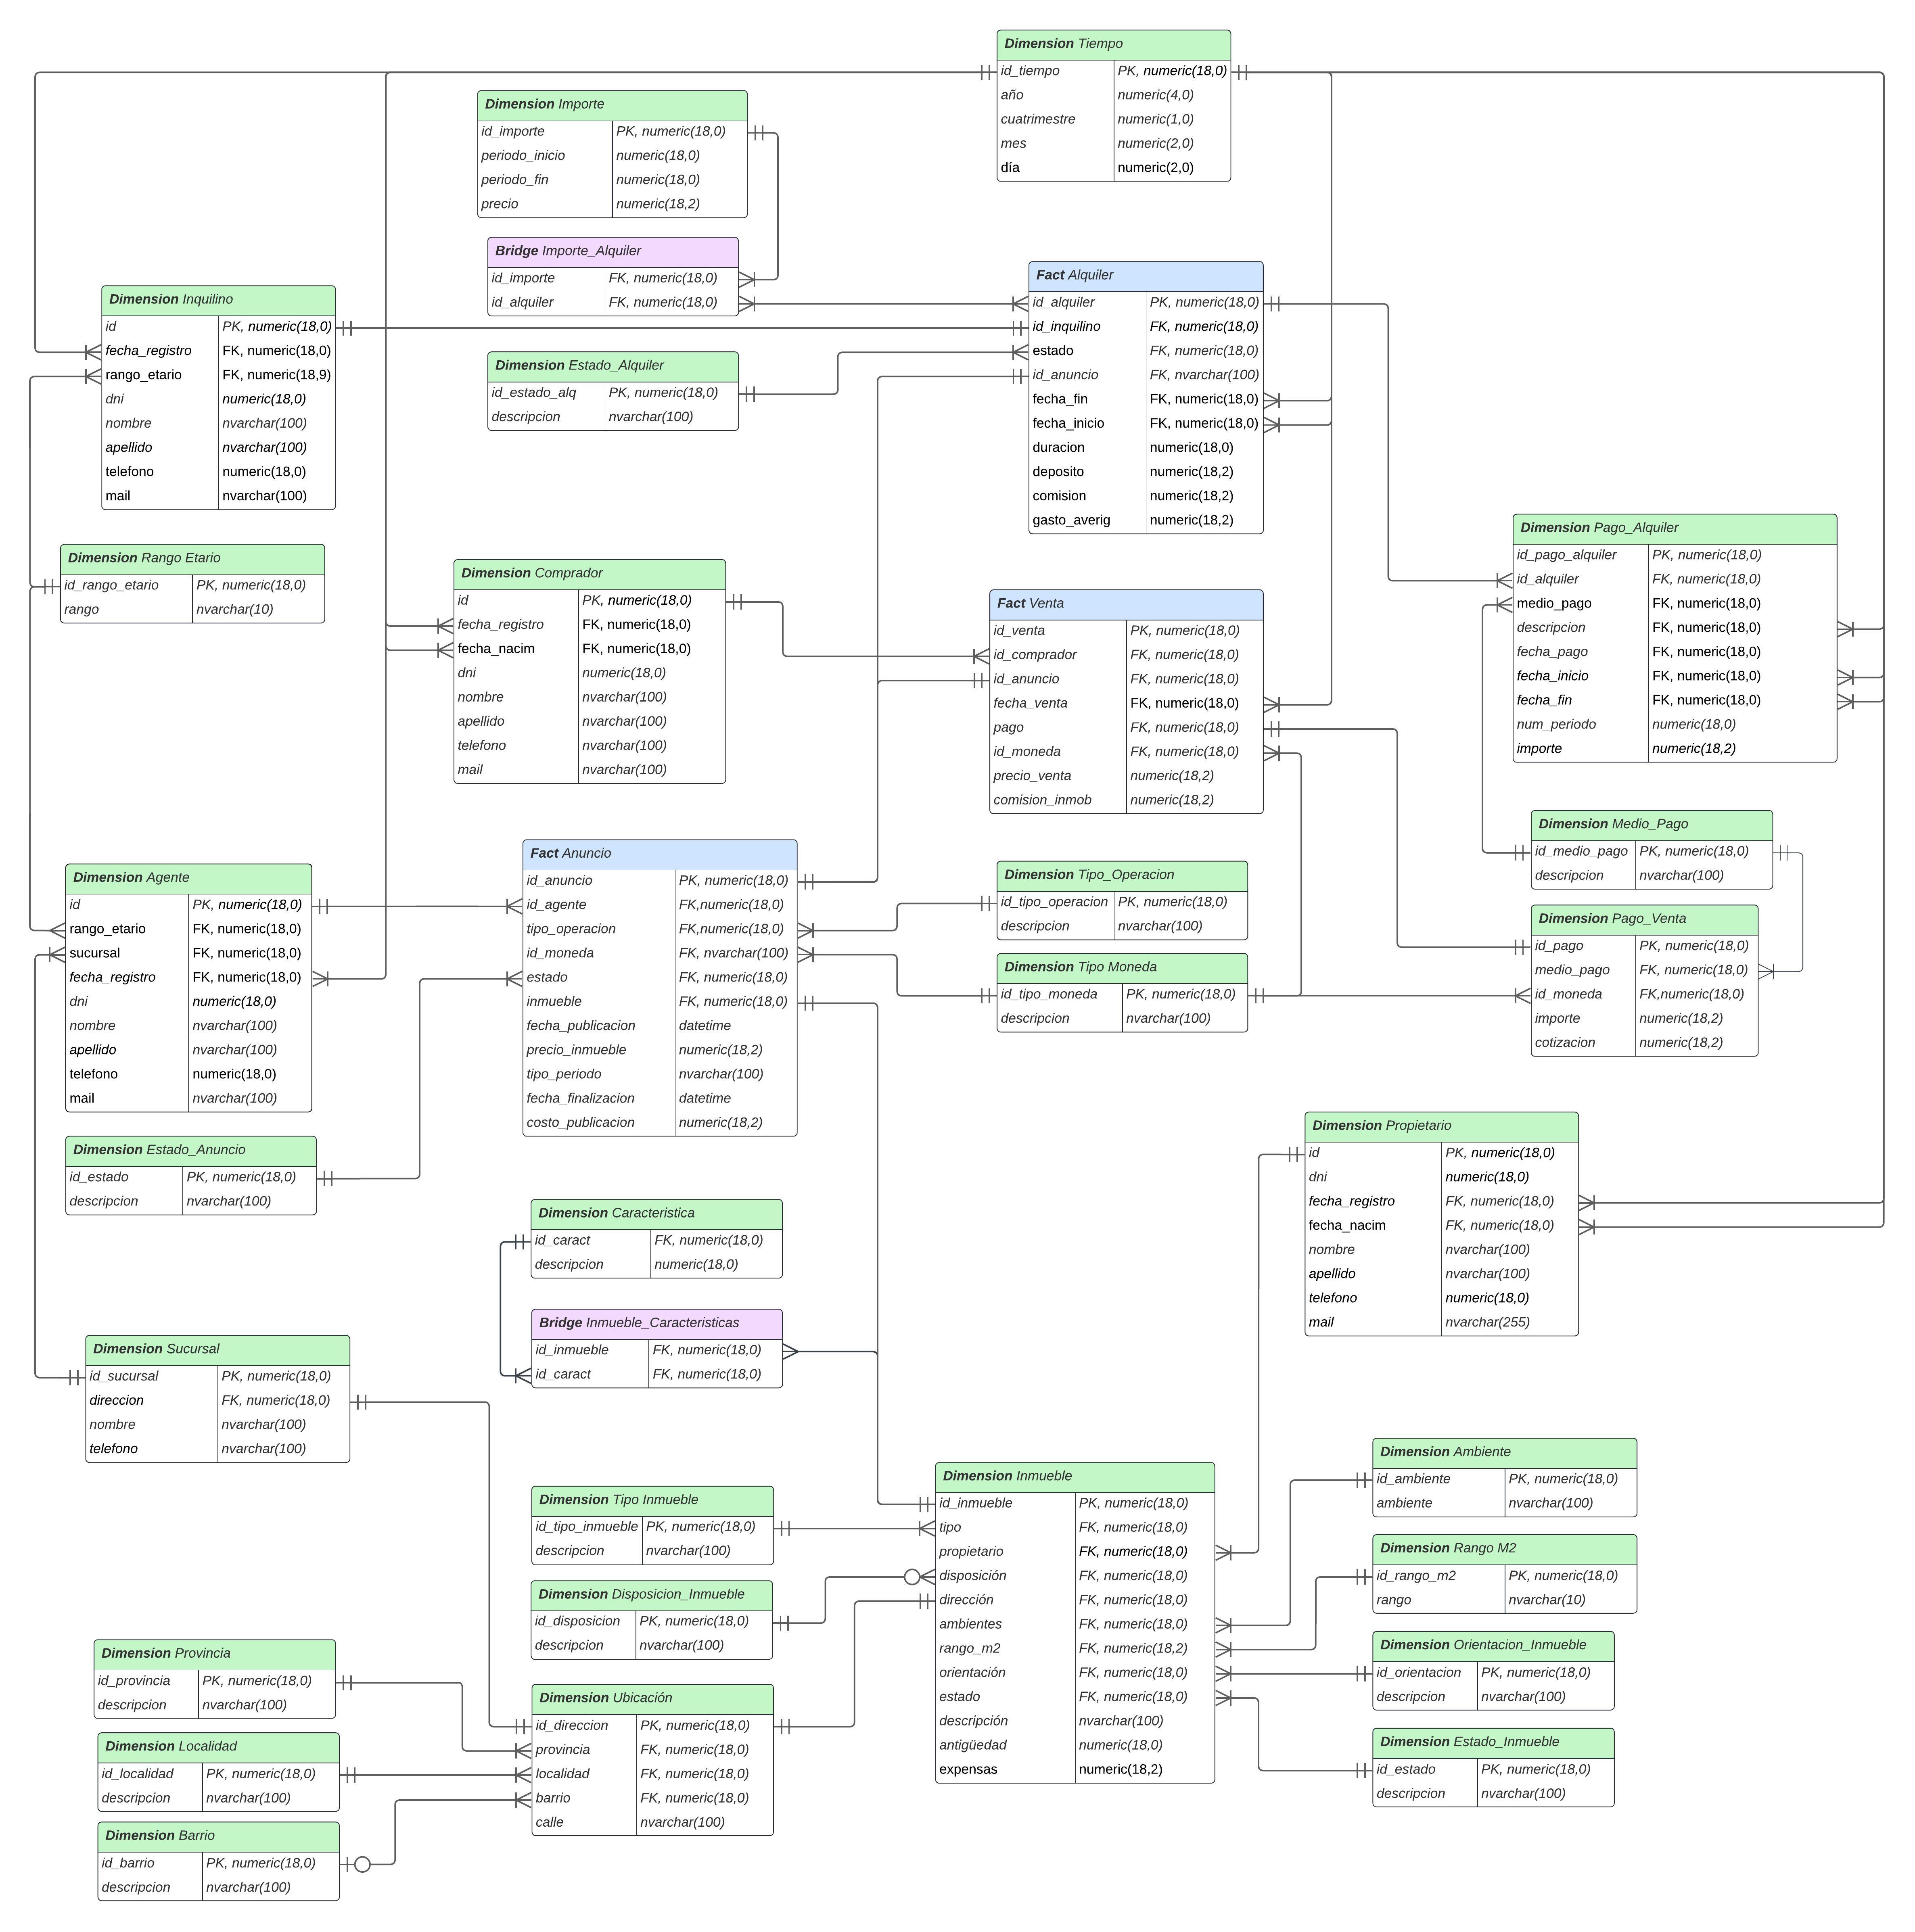 Dimension Tiempo
id_tiempo PK, numeric(18,0)
año numeric(4,0)
cuatrimestre numeric(1,0)
mes numeric(2,0)
día numeric(2,0)
Dimension Importe
id_importe PK, numeric(18,0)
periodo_inicio numeric(18,0)
periodo_fin numeric(18,0)
precio numeric(18,2)
Bridge Importe_Alquiler
id_importe FK, numeric(18,0)
id_alquiler FK, numeric(18,0)
Fact Alquiler
id_alquiler PK, numeric(18,0)
id_inquilino FK, numeric(18,0)
estado FK, numeric(18,0)
id_anuncio FK, nvarchar(100)
fecha_fin FK, numeric(18,0)
fecha_inicio FK, numeric(18,0)
duracion numeric(18,0)
deposito numeric(18,2)
comision numeric(18,2)
gasto_averig numeric(18,2)
Dimension Inquilino
id PK, numeric(18,0)
fecha_registro FK, numeric(18,0)
rango_etario FK, numeric(18,9)
dni numeric(18,0)
nombre nvarchar(100)
apellido nvarchar(100)
telefono numeric(18,0)
mail nvarchar(100)
Dimension Estado_Alquiler
id_estado_alq PK, numeric(18,0)
descripcion nvarchar(100)
Dimension Pago_Alquiler
id_pago_alquiler PK, numeric(18,0)
id_alquiler FK, numeric(18,0)
medio_pago FK, numeric(18,0)
descripcion FK, numeric(18,0)
fecha_pago FK, numeric(18,0)
fecha_inicio FK, numeric(18,0)
fecha_fin FK, numeric(18,0)
num_periodo numeric(18,0)
importe numeric(18,2)
Dimension Rango Etario
id_rango_etario PK, numeric(18,0)
rango nvarchar(10)
Dimension Comprador
id PK, numeric(18,0)
fecha_registro FK, numeric(18,0)
fecha_nacim FK, numeric(18,0)
dni numeric(18,0)
nombre nvarchar(100)
apellido nvarchar(100)
telefono nvarchar(100)
mail nvarchar(100)
Fact Venta
id_venta PK, numeric(18,0)
id_comprador FK, numeric(18,0)
id_anuncio FK, numeric(18,0)
fecha_venta FK, numeric(18,0)
pago FK, numeric(18,0)
id_moneda FK, numeric(18,0)
precio_venta numeric(18,2)
comision_inmob numeric(18,2)
Dimension Medio_Pago
id_medio_pago PK, numeric(18,0)
descripcion nvarchar(100)
Fact Anuncio
id_anuncio PK, numeric(18,0)
id_agente FK,numeric(18,0)
tipo_operacion FK,numeric(18,0)
id_moneda FK, nvarchar(100)
estado FK, numeric(18,0)
inmueble FK, numeric(18,0)
fecha_publicacion datetime
precio_inmueble numeric(18,2)
tipo_periodo nvarchar(100)
fecha_finalizacion datetime
costo_publicacion numeric(18,2)
Dimension Tipo_Operacion
id_tipo_operacion PK, numeric(18,0)
descripcion nvarchar(100)
Dimension Agente
id PK, numeric(18,0)
rango_etario FK, numeric(18,0)
sucursal FK, numeric(18,0)
fecha_registro FK, numeric(18,0)
dni numeric(18,0)
nombre nvarchar(100)
apellido nvarchar(100)
telefono numeric(18,0)
mail nvarchar(100)
Dimension Pago_Venta
id_pago PK, numeric(18,0)
medio_pago FK, numeric(18,0)
id_moneda FK,numeric(18,0)
importe numeric(18,2)
cotizacion numeric(18,2)
Dimension Tipo Moneda
id_tipo_moneda PK, numeric(18,0)
descripcion nvarchar(100)
Dimension Propietario
id PK, numeric(18,0)
dni numeric(18,0)
fecha_registro FK, numeric(18,0)
fecha_nacim FK, numeric(18,0)
nombre nvarchar(100)
apellido nvarchar(100)
telefono numeric(18,0)
mail nvarchar(255)
Dimension Estado_Anuncio
id_estado PK, numeric(18,0)
descripcion nvarchar(100)
Dimension Caracteristica
id_caract FK, numeric(18,0)
descripcion numeric(18,0)
Bridge Inmueble_Caracteristicas
id_inmueble FK, numeric(18,0)
id_caract FK, numeric(18,0)
Dimension Sucursal
id_sucursal PK, numeric(18,0)
direccion FK, numeric(18,0)
nombre nvarchar(100)
telefono nvarchar(100)
Dimension Ambiente
id_ambiente PK, numeric(18,0)
ambiente nvarchar(100)
Dimension Inmueble
id_inmueble PK, numeric(18,0)
tipo FK, numeric(18,0)
propietario FK, numeric(18,0)
disposición FK, numeric(18,0)
dirección FK, numeric(18,0)
ambientes FK, numeric(18,0)
rango_m2 FK, numeric(18,2)
orientación FK, numeric(18,0)
estado FK, numeric(18,0)
descripción nvarchar(100)
antigüedad numeric(18,0)
expensas numeric(18,2)
Dimension Tipo Inmueble
id_tipo_inmueble PK, numeric(18,0)
descripcion nvarchar(100)
Dimension Rango M2
id_rango_m2 PK, numeric(18,0)
rango nvarchar(10)
Dimension Disposicion_Inmueble
id_disposicion PK, numeric(18,0)
descripcion nvarchar(100)
Dimension Orientacion_Inmueble
id_orientacion PK, numeric(18,0)
descripcion nvarchar(100)
Dimension Provincia
id_provincia PK, numeric(18,0)
descripcion nvarchar(100)
Dimension Ubicación
id_direccion PK, numeric(18,0)
provincia FK, numeric(18,0)
localidad FK, numeric(18,0)
barrio FK, numeric(18,0)
calle nvarchar(100)
Dimension Estado_Inmueble
id_estado PK, numeric(18,0)
descripcion nvarchar(100)
Dimension Localidad
id_localidad PK, numeric(18,0)
descripcion nvarchar(100)
Dimension Barrio
id_barrio PK, numeric(18,0)
descripcion nvarchar(100)